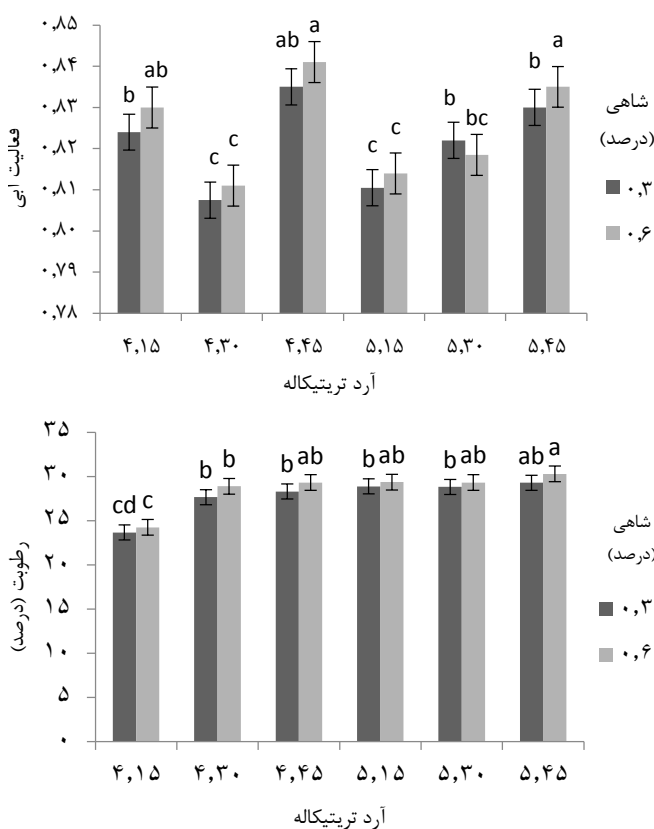 ۰,۸۵
۰,۸۴
۰,۸۳
۰,۸۲
۰,۸۱
۰,۸۰
۰,۷۹
۰,۷۸
فعالیت ابی
b ab c c ab a c c b bc b a
۴,۱۵ ۴,۳۰ ۴,۴۵ ۵,۱۵ ۵,۳۰ ۵,۴۵
آرد تریتیکاله
شاهی
(درصد)
۰,۳
۰,۶
۳۵
۳۰
۲۵
۲۰
۱۵
۱۰
۵
۰
رطوبت (درصد)
cd c b b b ab b ab b ab ab a
۴,۱۵ ۴,۳۰ ۴,۴۵ ۵,۱۵ ۵,۳۰ ۵,۴۵
آرد تریتیکاله
شاهی
(درصد)
۰,۳
۰,۶